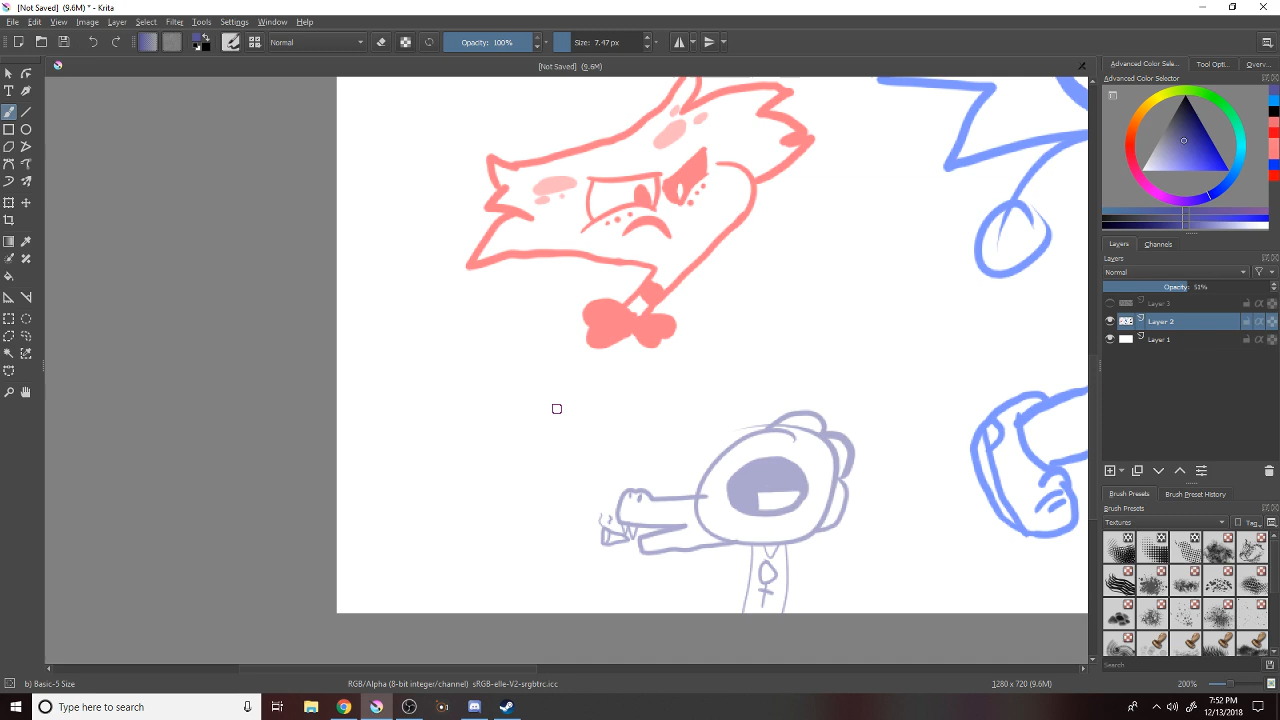 [Not Saved] (9.6M) * - Krita
File Edit View Image Layer Select Filter Tools Settings Window Help
Normal Opacity: 100% Size: 7.47 px
[Not Saved] (9.6M)
Advanced Color Sele... Tool Opti... Overv...
Advanced Color Selector
Layers Channels
Layers
Normal
Opacity: 51%
Layer 3
Layer 2
Layer 1
Brush Presets Brush Preset History
Brush Presets
Textures Tag
Search
b) Basic-5 Size RGB/Alpha (8-bit integer/channel) sRGB-elle-V2-srgbtrc.icc 1280 x 720 (9.6M) 200%
Type here to search
7:52 PM
12/13/2018